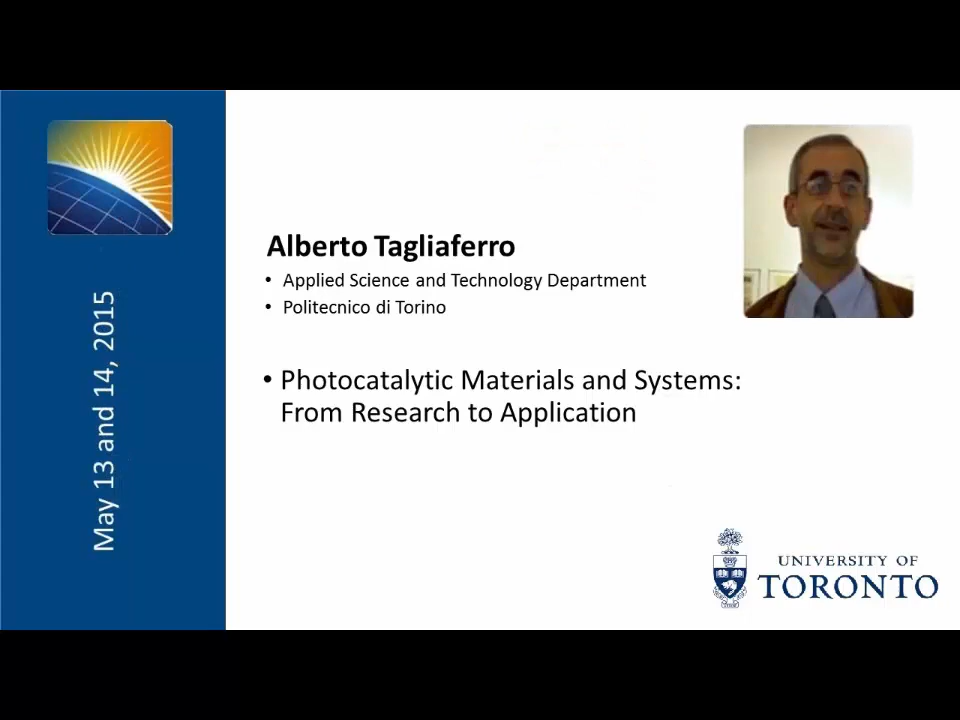 May 13 and 14, 2015
Alberto Tagliaferro
• Applied Science and Technology Department
• Politecnico di Torino
• Photocatalytic Materials and Systems:
From Research to Application
UNIVERSITY OF
TORONTO